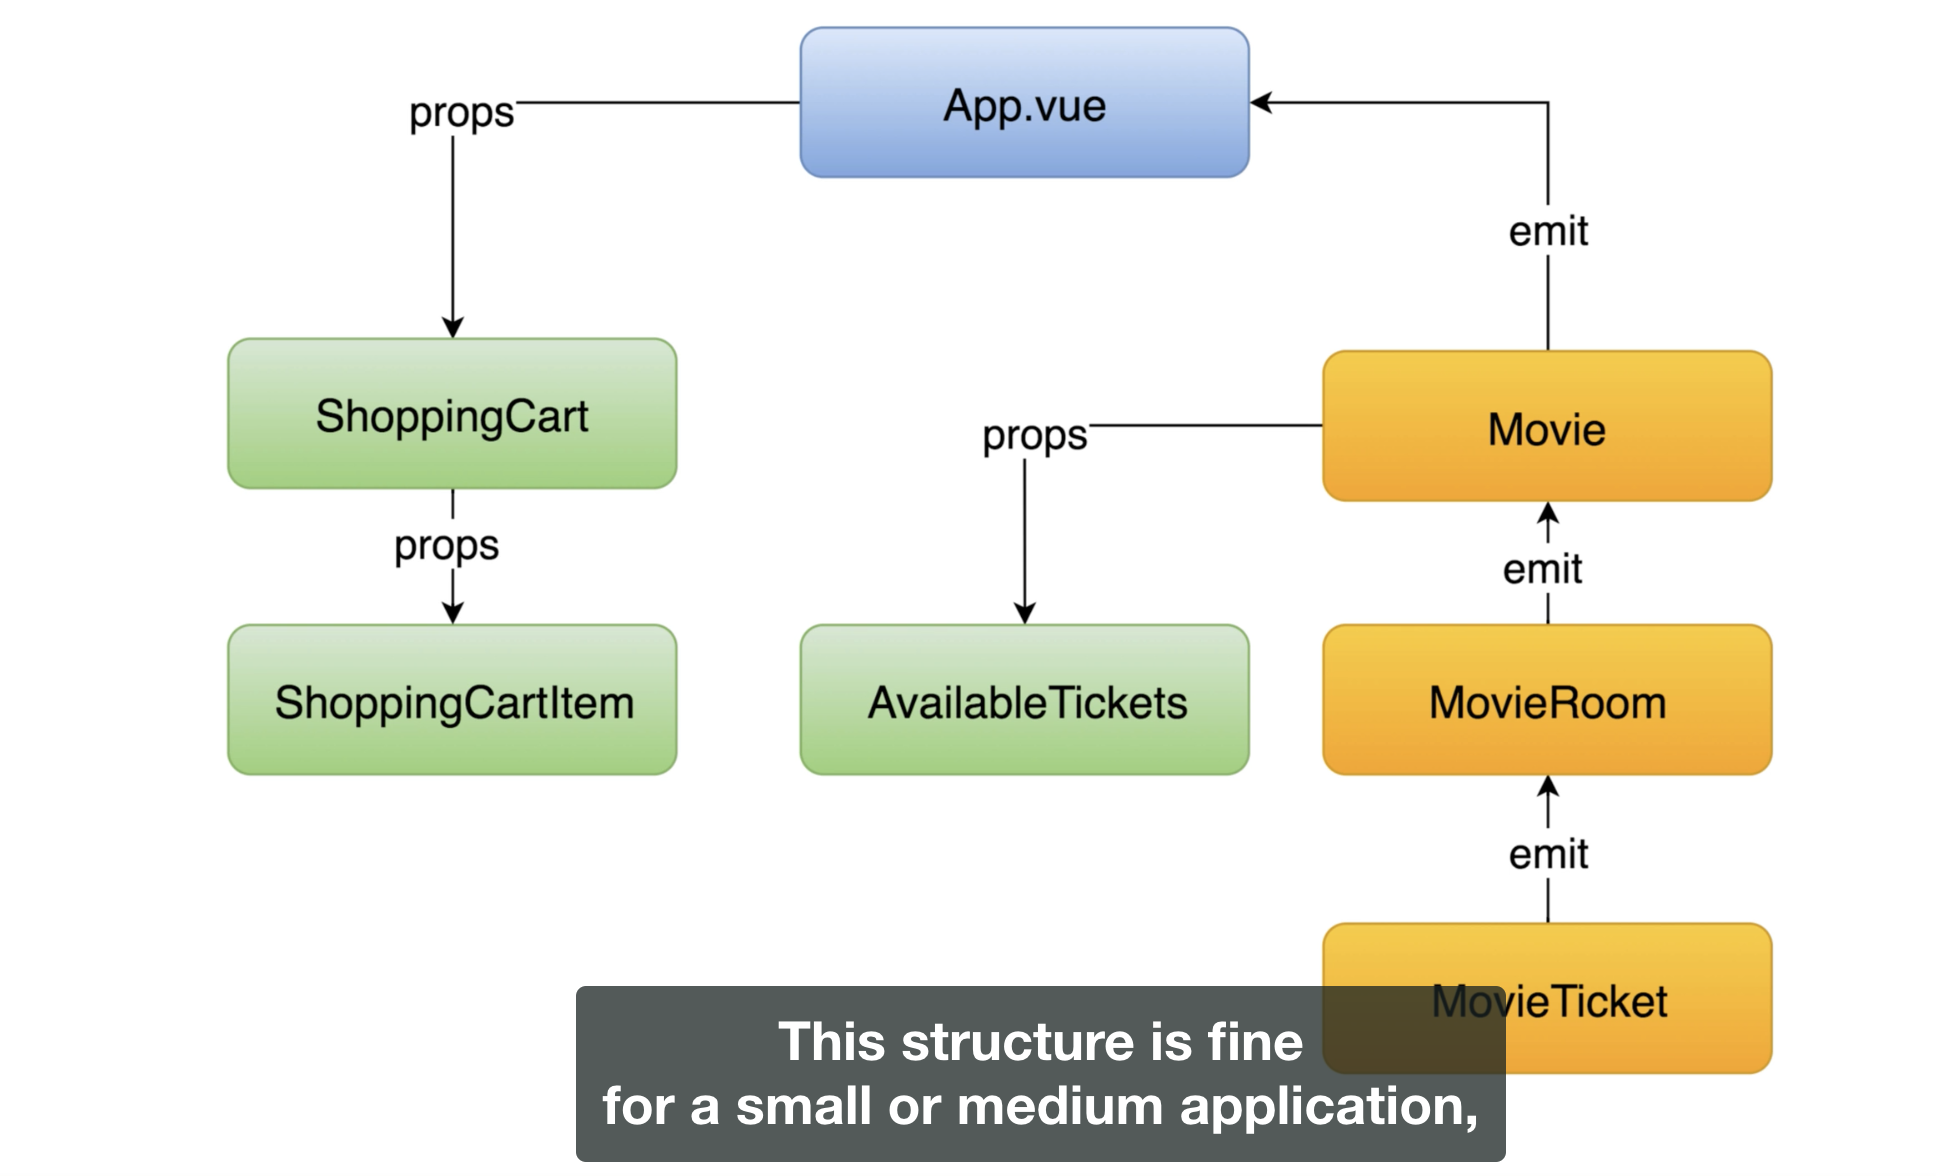 App.vue
props
emit
ShoppingCart
Movie
props
props
emit
ShoppingCartItem
AvailableTickets
MovieRoom
emit
MovieTicket
This structure is fine
for a small or medium application,